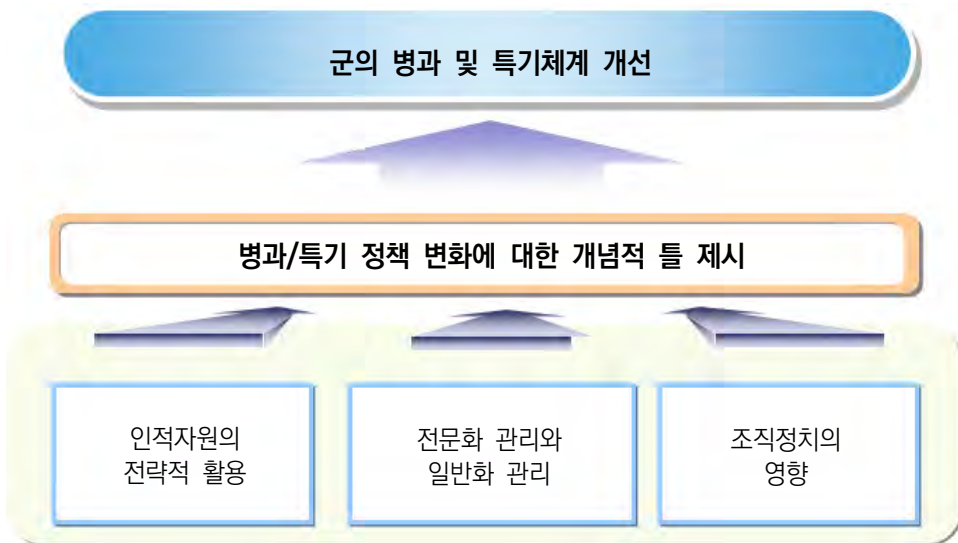 군의 병과 및 특기체계 개선
병과/특기 정책 변화에 대한 개념적 틀 제시
인적자원의
전략적 활용
전문화 관리와
일반화 관리
조직정치의
영향